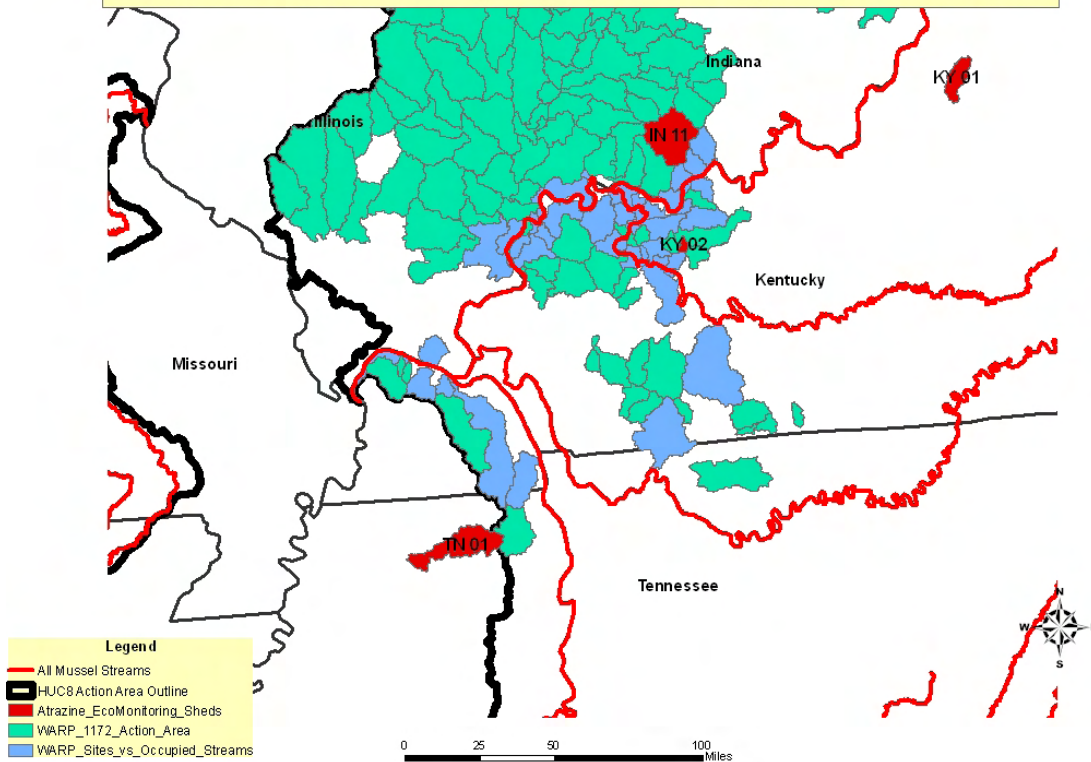 Indiana
KY 01
Illinois
IN 11
KY 02
Kentucky
Missouri
TN 01
Tennessee
N
W
S
Legend
All Mussel Streams
HUC8 Action Area Outline
Atrazine_EcoMonitoring_Sheds
WARP_1172_Action_Area
WARP_Sites_vs_Occupied_Streams
0 25 50 100
Miles